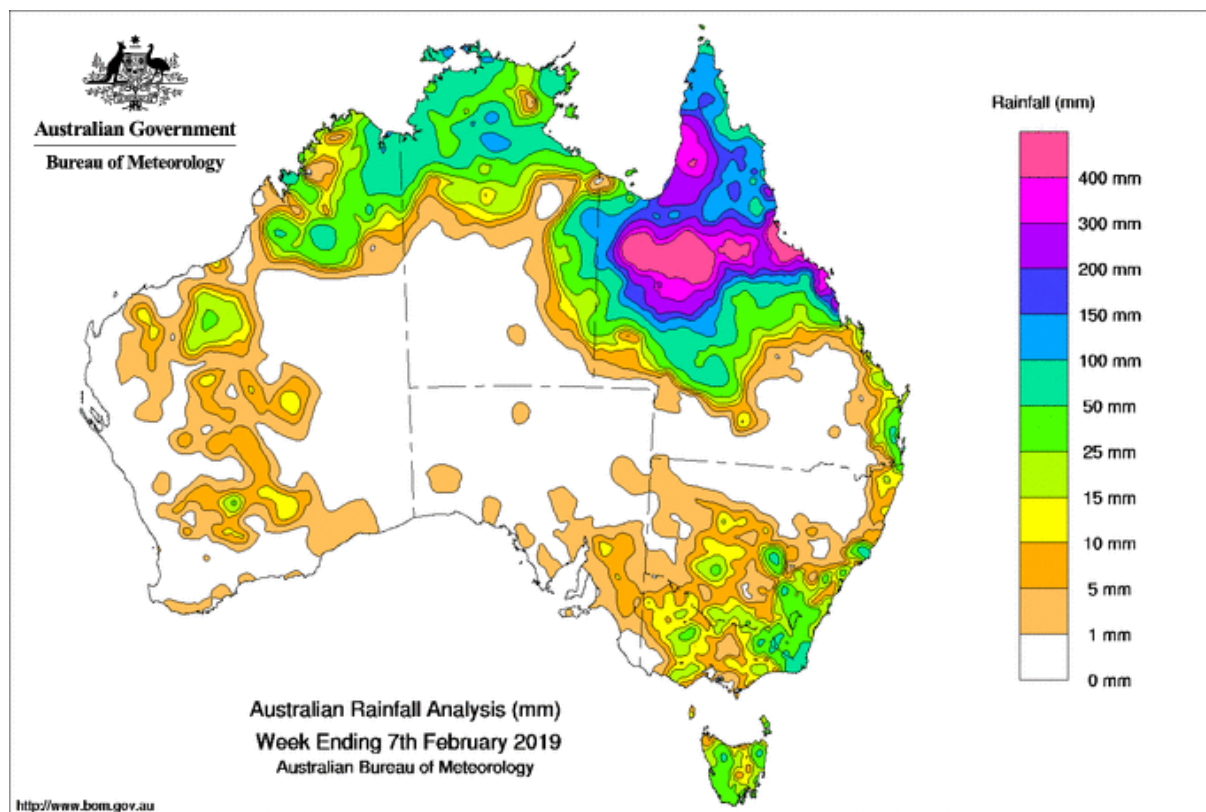 Australian Government
Bureau of Meteorology
Rainfall (mm)
400 mm
300 mm
200 mm
150 mm
100 mm
50 mm
25 mm
15 mm
10 mm
5 mm
1 mm
0 mm
Australian Rainfall Analysis (mm)
Week Ending 7th February 2019
Australian Bureau of Meteorology
http://www.bom.gov.au